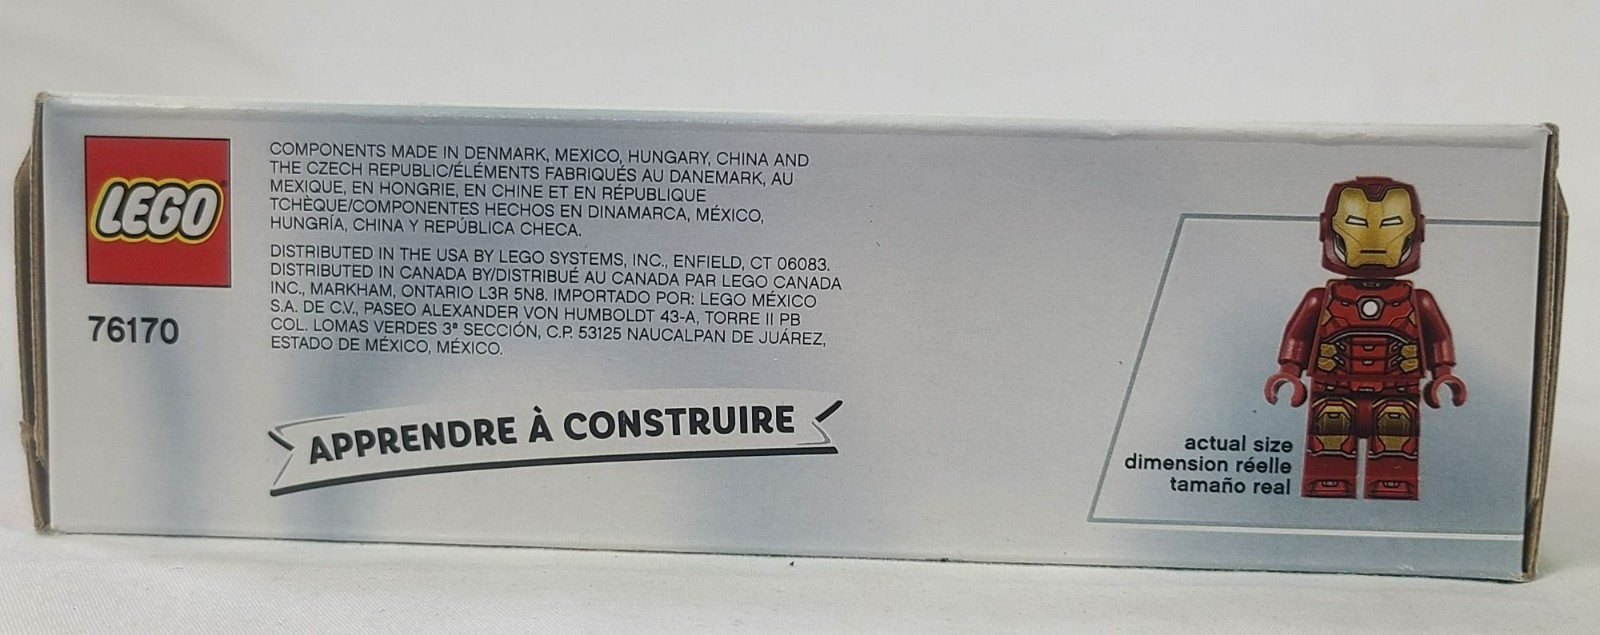 LEGO
76170
COMPONENTS MADE IN DENMARK, MEXICO, HUNGARY, CHINA AND
THE CZECH REPUBLIC/ÉLÉMENTS FABRIQUÉS AU DANEMARK, AU
MEXIQUE, EN HONGRIE, EN CHINE ET EN RÉPUBLIQUE
TCHÈQUE/COMPONENTES HECHOS EN DINAMARCA, MÉXICO,
HUNGRÍA, CHINA Y REPÚBLICA CHECA.
DISTRIBUTED IN THE USA BY LEGO SYSTEMS, INC., ENFIELD, CT 06083.
DISTRIBUTED IN CANADA BY/DISTRIBUÉ AU CANADA PAR LEGO CANADA
INC., MARKHAM, ONTARIO L3R 5N8. IMPORTADO POR: LEGO MÉXICO
S.A. DE C.V., PASEO ALEXANDER VON HUMBOLDT 43-A, TORRE II PB
COL. LOMAS VERDES 3ª SECCIÓN, C.P. 53125 NAUCALPAN DE JUÁREZ,
ESTADO DE MÉXICO, MÉXICO.
APPRENDRE À CONSTRUIRE
actual size
dimension réelle
tamaño real